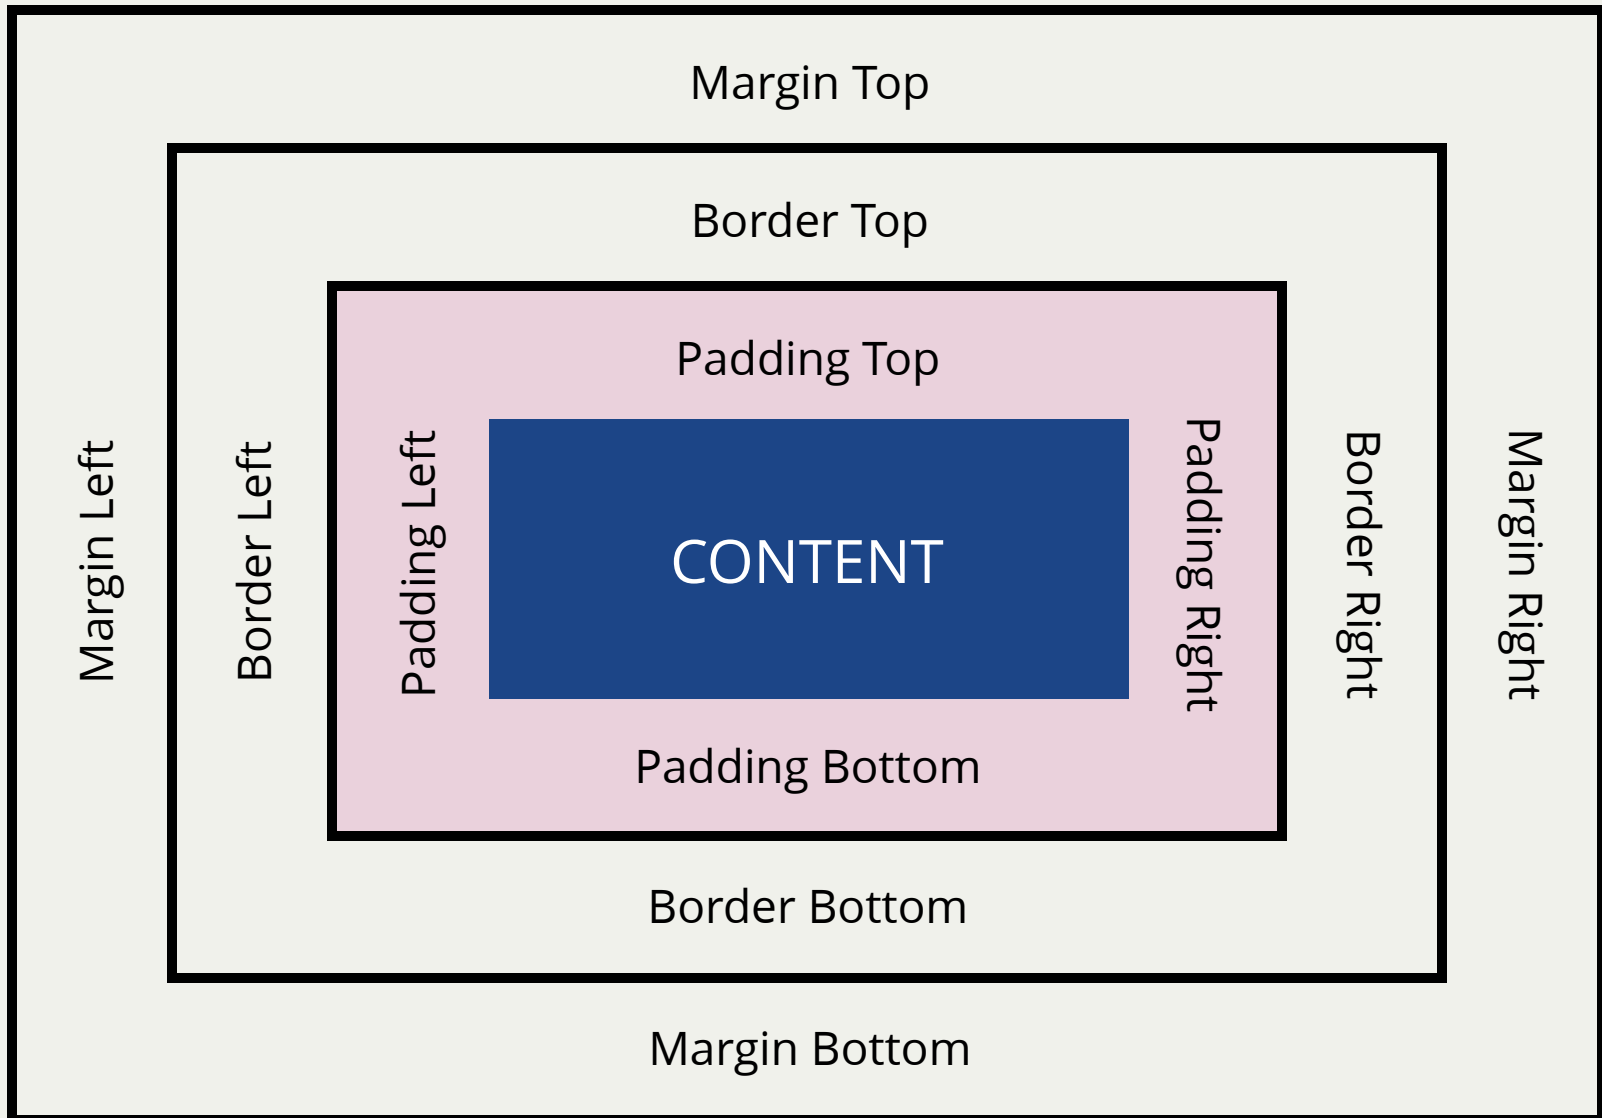 Margin Top
Border Top
Padding Top
Margin Left
Border Left
Padding Left
CONTENT
Padding Right
Border Right
Margin Right
Padding Bottom
Border Bottom
Margin Bottom